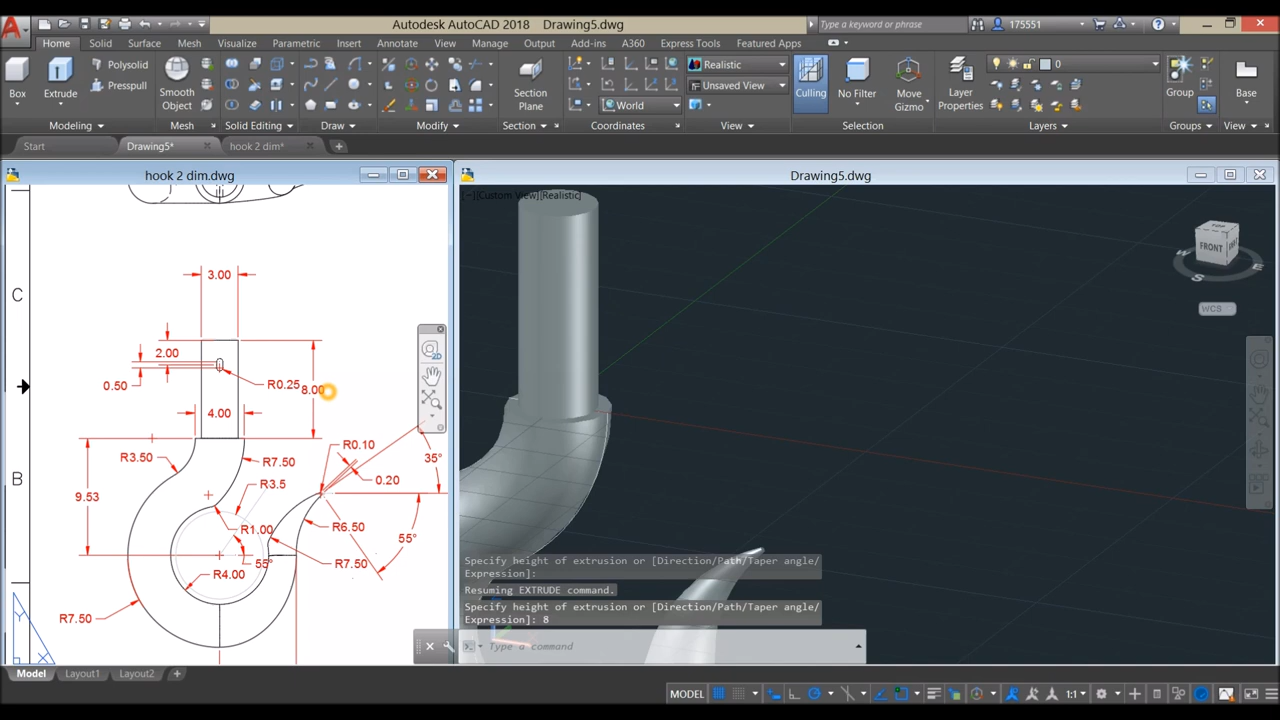 Autodesk AutoCAD 2018 Drawing5.dwg
Type a keyword or phrase
175551
Home Solid Surface Mesh Visualize Parametric Insert Annotate View Manage Output Add-ins A360 Express Tools Featured Apps
Polysolid
Presspull
Box
Extrude
Smooth
Object
Section
Plane
Realistic
Unsaved View
World
Culling
No Filter
Move
Gizmo
Layer
Properties
0
Group
Base
Modeling
Mesh
Solid Editing
Draw
Modify
Section
Coordinates
View
Selection
Layers
Groups
View
Start
Drawing5*
hook 2 dim*
hook 2 dim.dwg
Drawing5.dwg
[−][Custom View][Realistic]
TOP
FRONT
S
E
WCS
C
3.00
2.00
0.50
R0.25
8.00
4.00
R0.10
35°
R3.50
R7.50
0.20
B
9.53
R3.5
R1.00
R6.50
55°
55°
R7.50
R4.00
R7.50
Y
X
2D
Specify height of extrusion or [Direction/Path/Taper angle/
Expression]:
Resuming EXTRUDE command.
Specify height of extrusion or [Direction/Path/Taper angle/
Expression]: 8
Type a command
Model Layout1 Layout2
MODEL
1:1